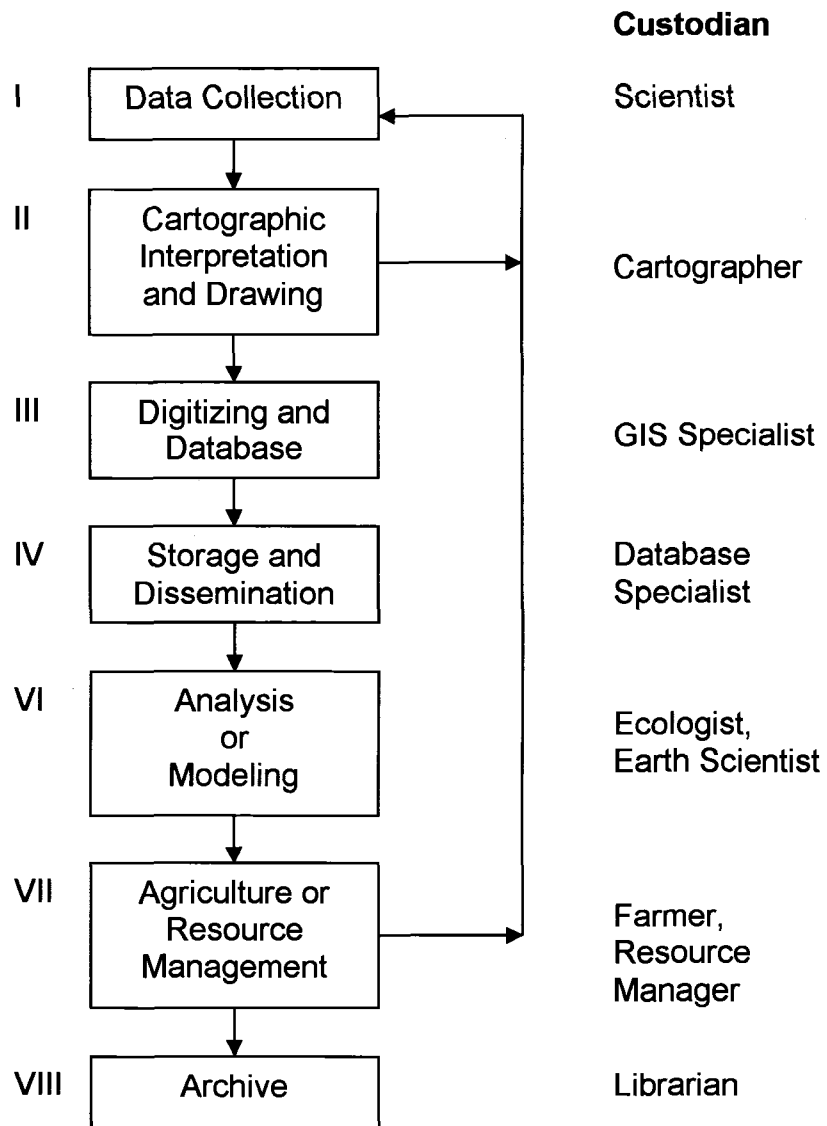 Custodian
I
Data Collection
Scientist
II
Cartographic
Interpretation
and Drawing
Cartographer
III
Digitizing and
Database
GIS Specialist
IV
Storage and
Dissemination
Database
Specialist
VI
Analysis
or
Modeling
Ecologist,
Earth Scientist
VII
Agriculture or
Resource
Management
Farmer,
Resource
Manager
VIII
Archive
Librarian